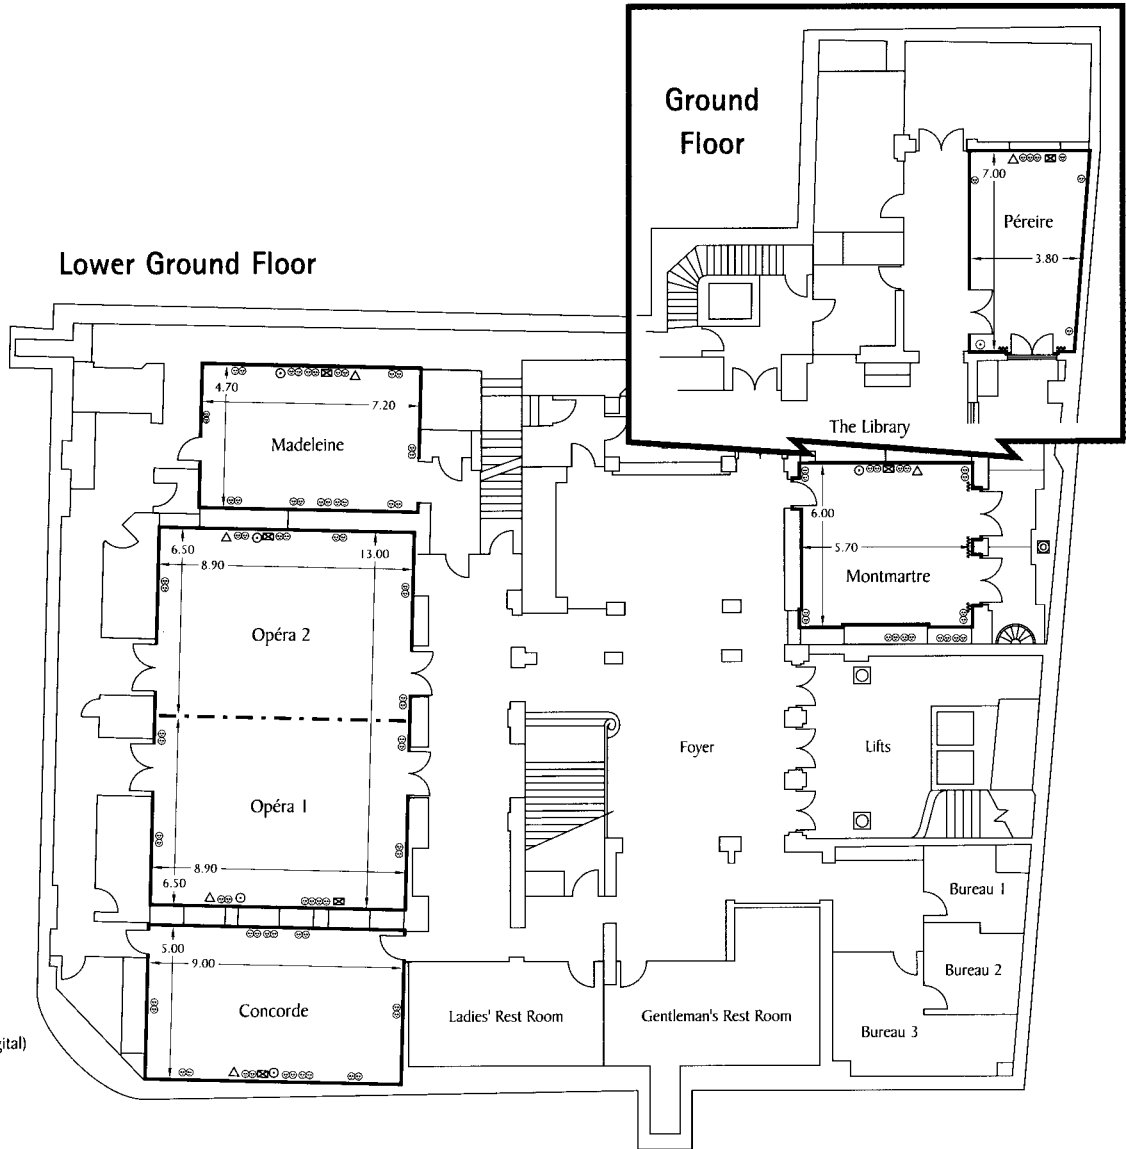 Ground
Floor
7.00
Péreire
3.80
Lower Ground Floor
The Library
4.70
7.20
Madeleine
6.00
5.70
Montmartre
6.50
13.00
8.90
Opéra 2
Foyer
Lifts
Opéra 1
8.90
6.50
Bureau 1
5.00
9.00
Bureau 2
Concorde
Ladies' Rest Room
Gentleman's Rest Room
Bureau 3
gital)